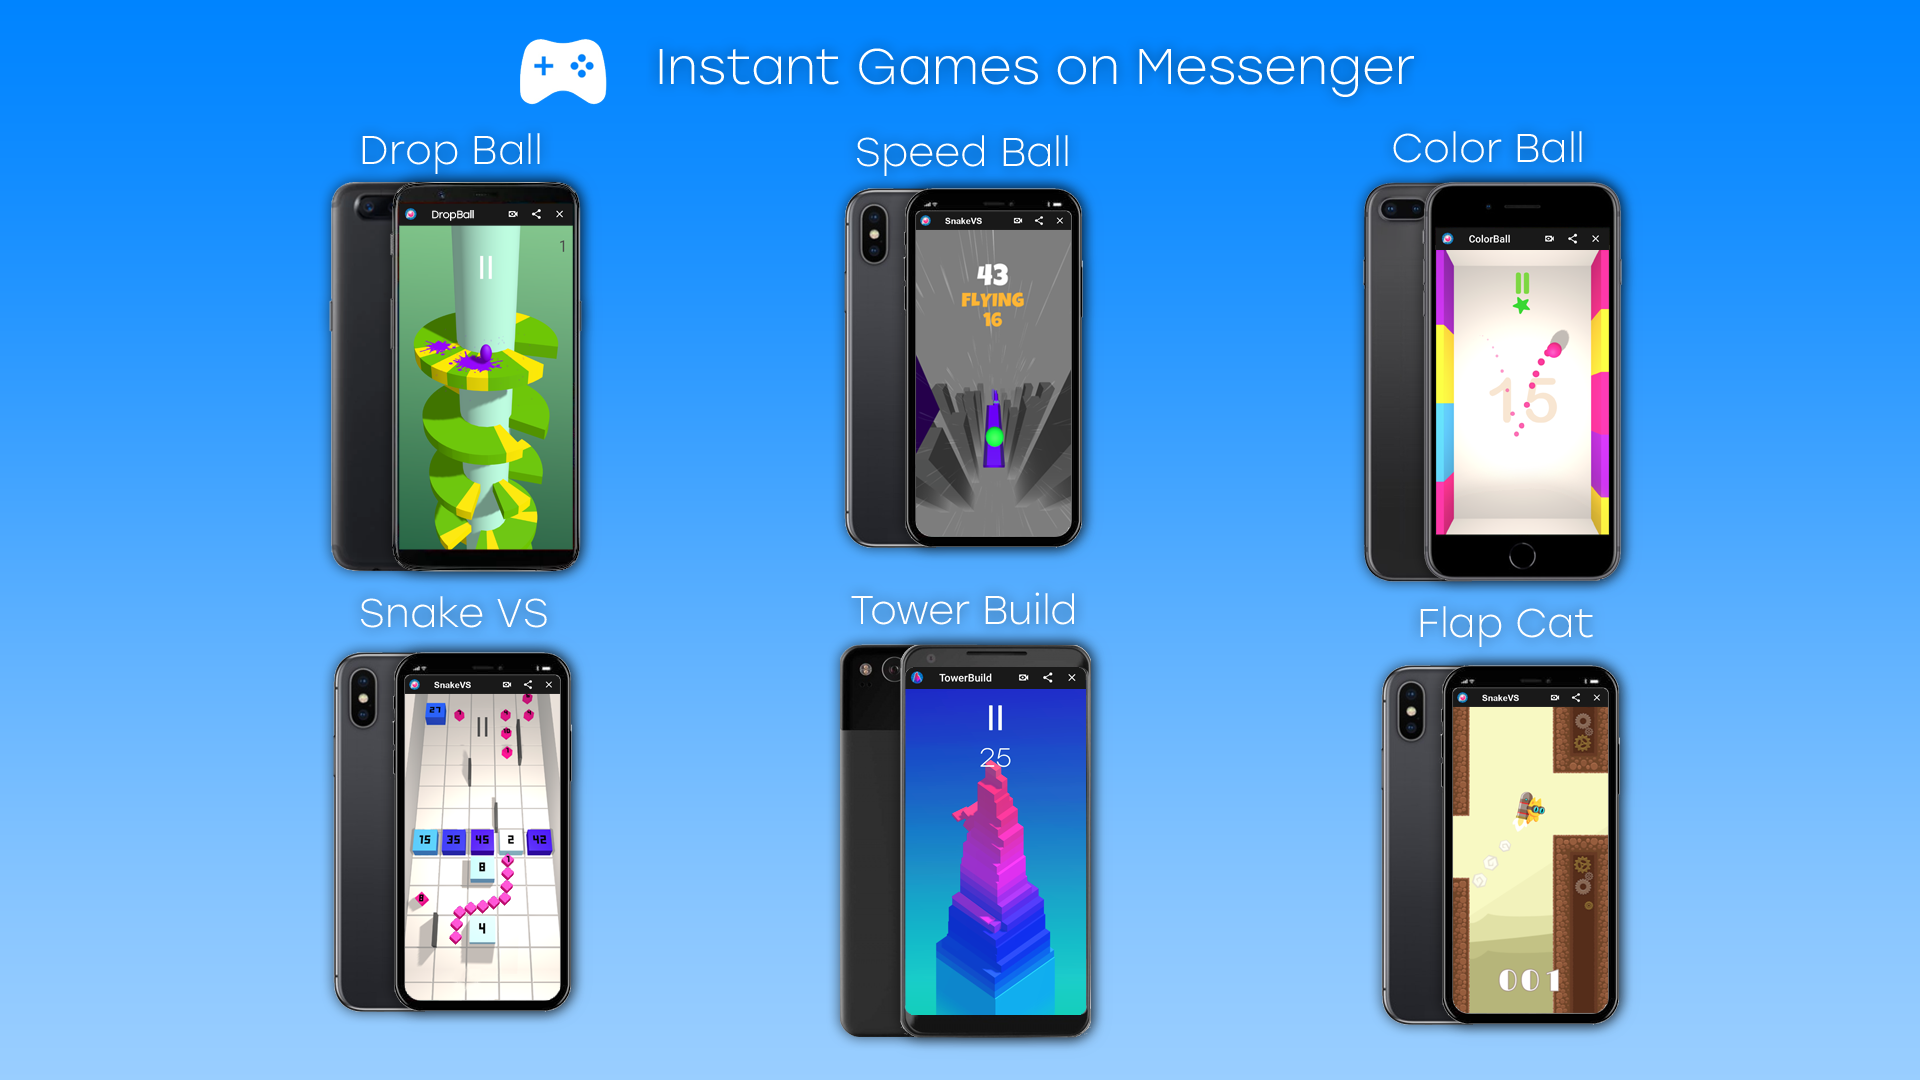 Instant Games on Messenger
Drop Ball
Speed Ball
Color Ball
DropBall
1
SnakeVS
43
FLYING
16
ColorBall
15
Snake VS
Tower Build
Flap Cat
SnakeVS
27
15 35 45 2 42
8
4
TowerBuild
25
SnakeVS
001